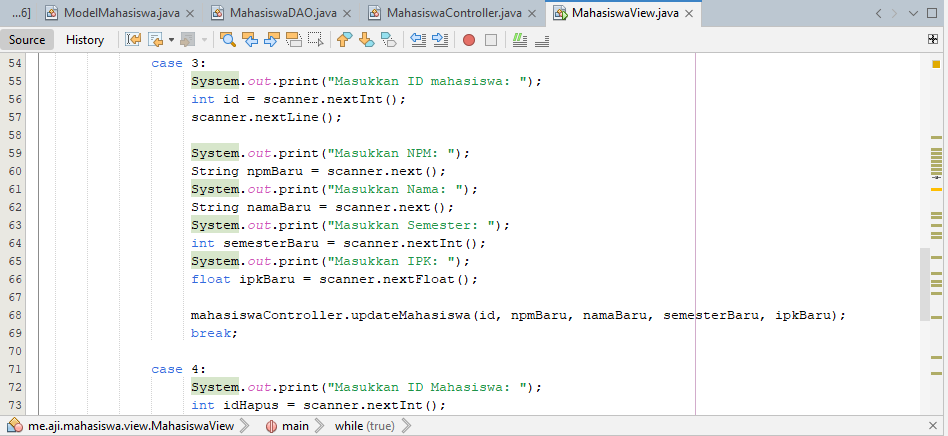 ...6] ModelMahasiswa.java × MahasiswaDAO.java × MahasiswaController.java × MahasiswaView.java ×
Source History
54 case 3:
55 System.out.print("Masukkan ID mahasiswa: ");
56 int id = scanner.nextInt();
57 scanner.nextLine();
58
59 System.out.print("Masukkan NPM: ");
60 String npmBaru = scanner.next();
61 System.out.print("Masukkan Nama: ");
62 String namaBaru = scanner.next();
63 System.out.print("Masukkan Semester: ");
64 int semesterBaru = scanner.nextInt();
65 System.out.print("Masukkan IPK: ");
66 float ipkBaru = scanner.nextFloat();
67
68 mahasiswaController.updateMahasiswa(id, npmBaru, namaBaru, semesterBaru, ipkBaru);
69 break;
70
71 case 4:
72 System.out.print("Masukkan ID Mahasiswa: ");
73 int idHapus = scanner.nextInt();
me.aji.mahasiswa.view.MahasiswaView main while (true)